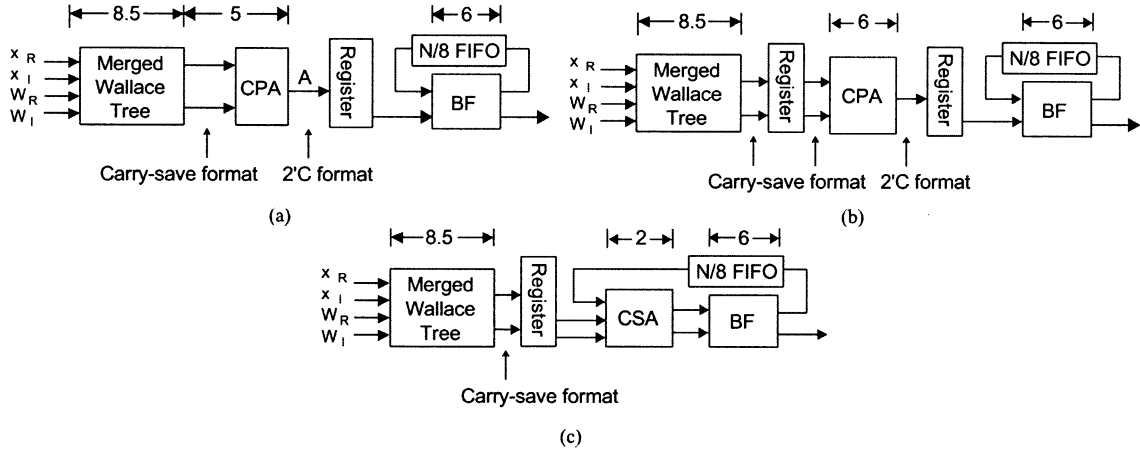 8.5
5
6
x R
x I
W R
W I
Merged
Wallace
Tree
CPA
A
Register
N/8 FIFO
BF
Carry-save format
2'C format
(a)
8.5
6
6
x R
x I
W R
W I
Merged
Wallace
Tree
Register
CPA
Register
N/8 FIFO
BF
Carry-save format
2'C format
(b)
8.5
2
6
x R
x I
W R
W I
Merged
Wallace
Tree
Register
CSA
N/8 FIFO
BF
Carry-save format
(c)